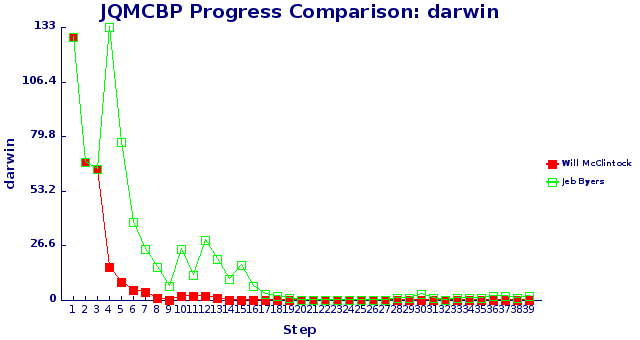 JQMCBP Progress Comparison: darwin
133
106.4
79.8
53.2
26.6
0
darwin
1 2 3 4 5 6 7 8 9 10 11 12 13 14 15 16 17 18 19 20 21 22 23 24 25 26 27 28 29 30 31 32 33 34 35 36 37 38 39
Step
Will McClintock
Jeb Byers